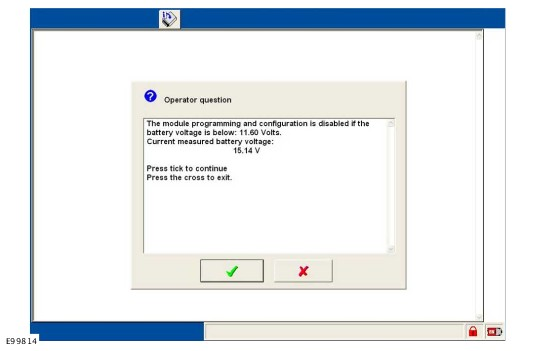 Operator question
The module programming and configuration is disabled if the
battery voltage is below: 11.60 Volts.
Current measured battery voltage:
15.14 V
Press tick to continue
Press the cross to exit.
E99814